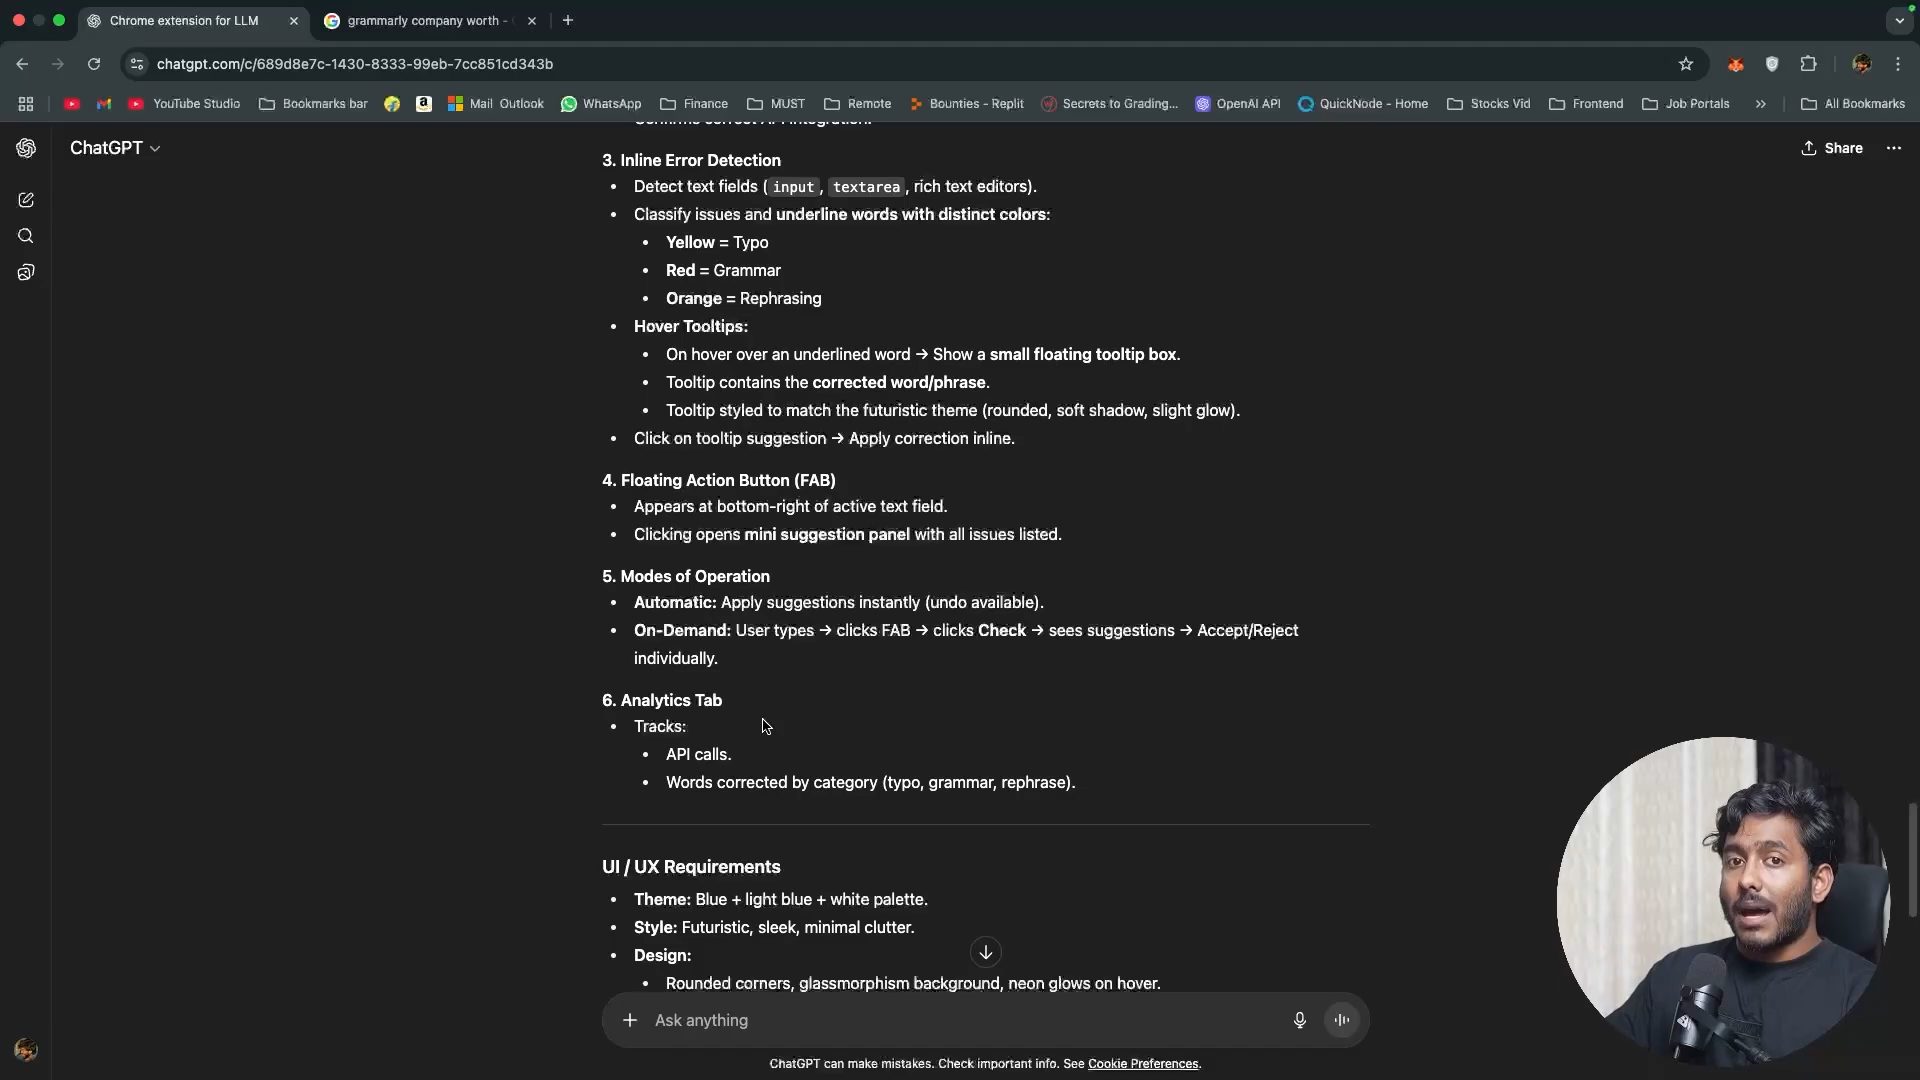 Chrome extension for LLM
grammarly company worth -
chatgpt.com/c/689d8e7c-1430-8333-99eb-7cc851cd343b
YouTube Studio
Bookmarks bar
Mail Outlook
WhatsApp
Finance
MUST
Remote
Bounties - Replit
Secrets to Grading...
OpenAI API
QuickNode - Home
Stocks Vid
Frontend
Job Portals
»
All Bookmarks
ChatGPT
Share
3. Inline Error Detection
• Detect text fields ( input , textarea , rich text editors).
• Classify issues and underline words with distinct colors:
• Yellow = Typo
• Red = Grammar
• Orange = Rephrasing
• Hover Tooltips:
• On hover over an underlined word → Show a small floating tooltip box.
• Tooltip contains the corrected word/phrase.
• Tooltip styled to match the futuristic theme (rounded, soft shadow, slight glow).
• Click on tooltip suggestion → Apply correction inline.
4. Floating Action Button (FAB)
• Appears at bottom-right of active text field.
• Clicking opens mini suggestion panel with all issues listed.
5. Modes of Operation
• Automatic: Apply suggestions instantly (undo available).
• On-Demand: User types → clicks FAB → clicks Check → sees suggestions → Accept/Reject
individually.
6. Analytics Tab
• Tracks:
• API calls.
• Words corrected by category (typo, grammar, rephrase).
UI / UX Requirements
• Theme: Blue + light blue + white palette.
• Style: Futuristic, sleek, minimal clutter.
• Design:
• Rounded corners, glassmorphism background, neon glows on hover.
Ask anything
ChatGPT can make mistakes. Check important info. See Cookie Preferences.